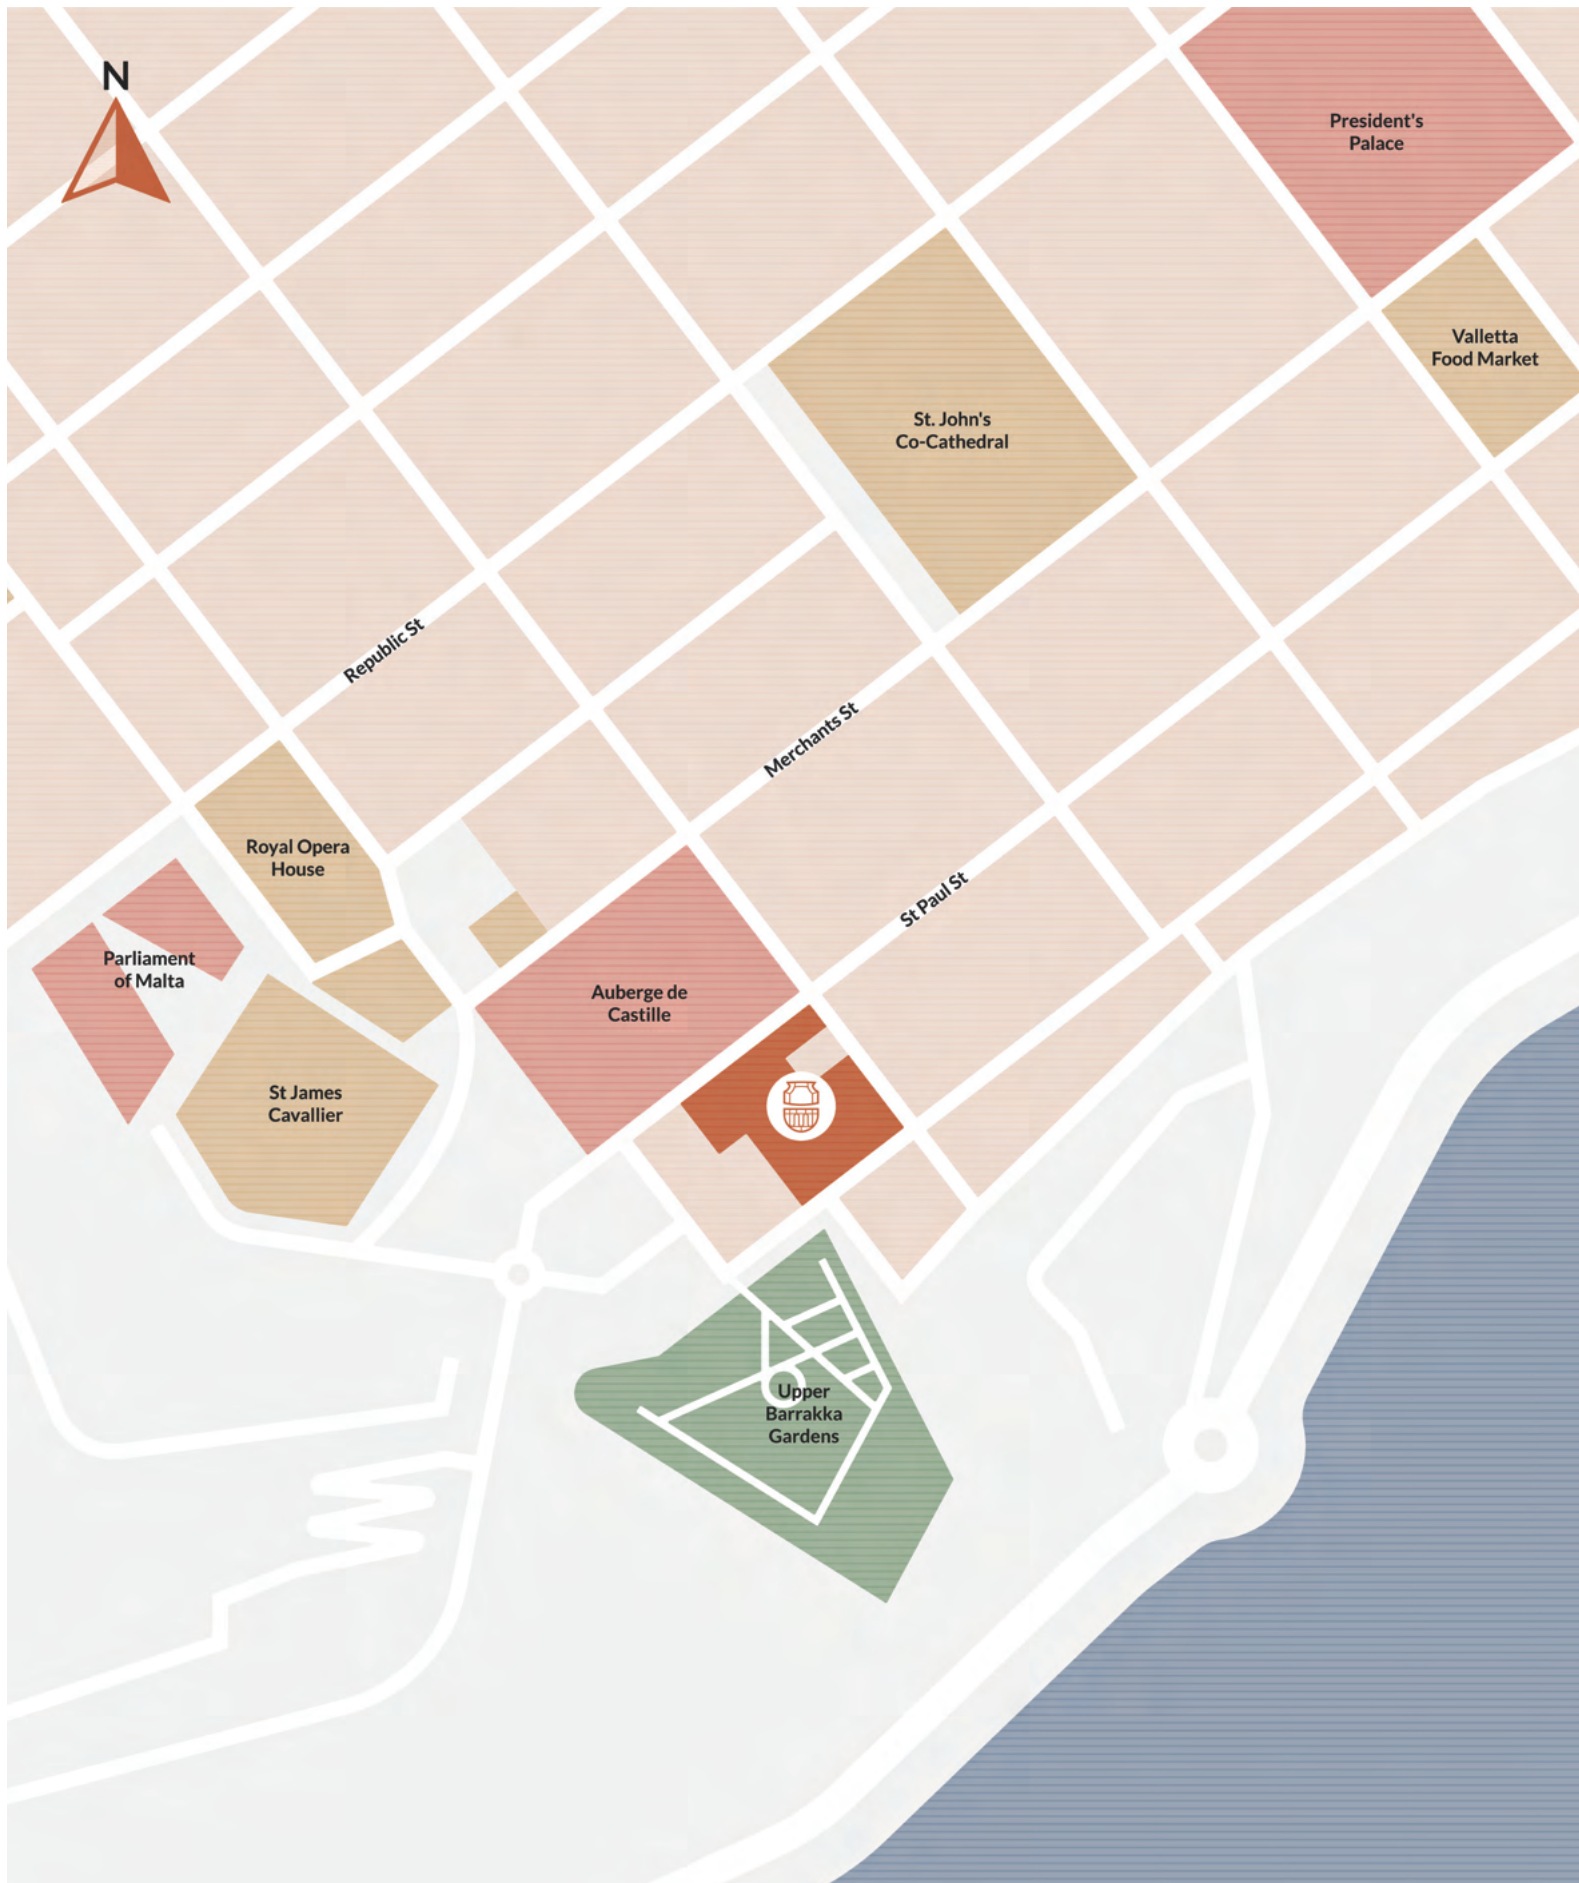 N
President's
Palace
Valletta
Food Market
St. John's
Co-Cathedral
Republic St
Merchants St
Royal Opera
House
St Paul St
Parliament
of Malta
Auberge de
Castille
St James
Cavallier
Upper
Barrakka
Gardens